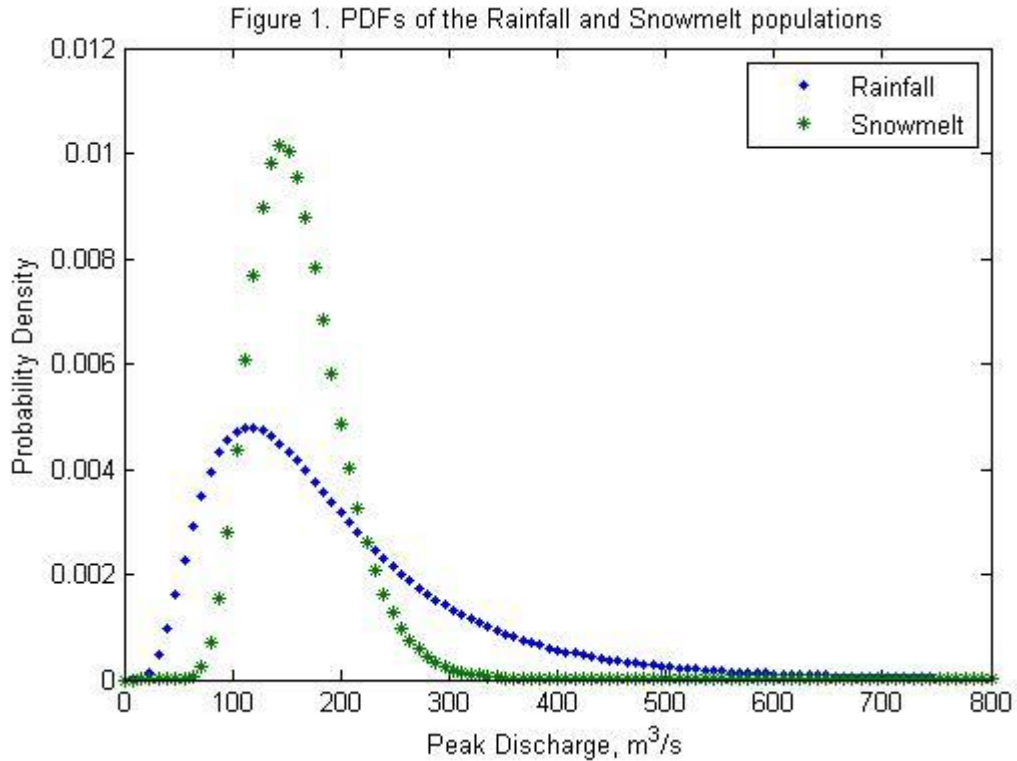 Figure 1. PDFs of the Rainfall and Snowmelt populations
0.012
0.01
0.008
0.006
0.004
0.002
0
Probability Density
Rainfall
Snowmelt
0 100 200 300 400 500 600 700 800
Peak Discharge, m³/s